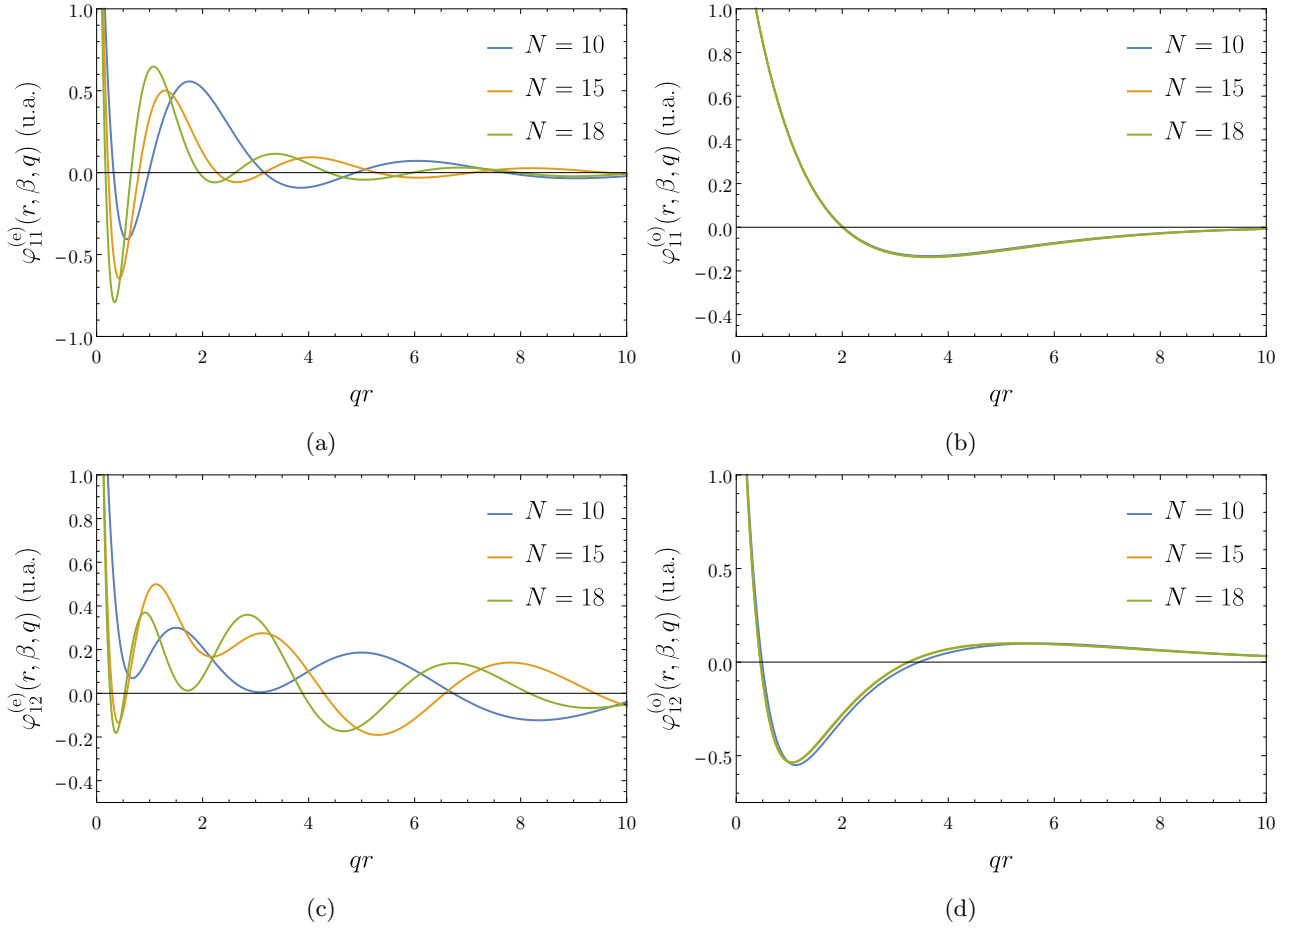 φ₁₁⁽ᵉ⁾(r, β, q) (u.a.)
1.0
0.5
0.0
−0.5
−1.0
N = 10
N = 15
N = 18
0 2 4 6 8 10
qr
(a)
φ₁₁⁽ᵒ⁾(r, β, q) (u.a.)
1.0
0.8
0.6
0.4
0.2
0.0
−0.2
−0.4
N = 10
N = 15
N = 18
0 2 4 6 8 10
qr
(b)
φ₁₂⁽ᵉ⁾(r, β, q) (u.a.)
1.0
0.8
0.6
0.4
0.2
0.0
−0.2
−0.4
N = 10
N = 15
N = 18
0 2 4 6 8 10
qr
(c)
φ₁₂⁽ᵒ⁾(r, β, q) (u.a.)
1.0
0.5
0.0
−0.5
N = 10
N = 15
N = 18
0 2 4 6 8 10
qr
(d)